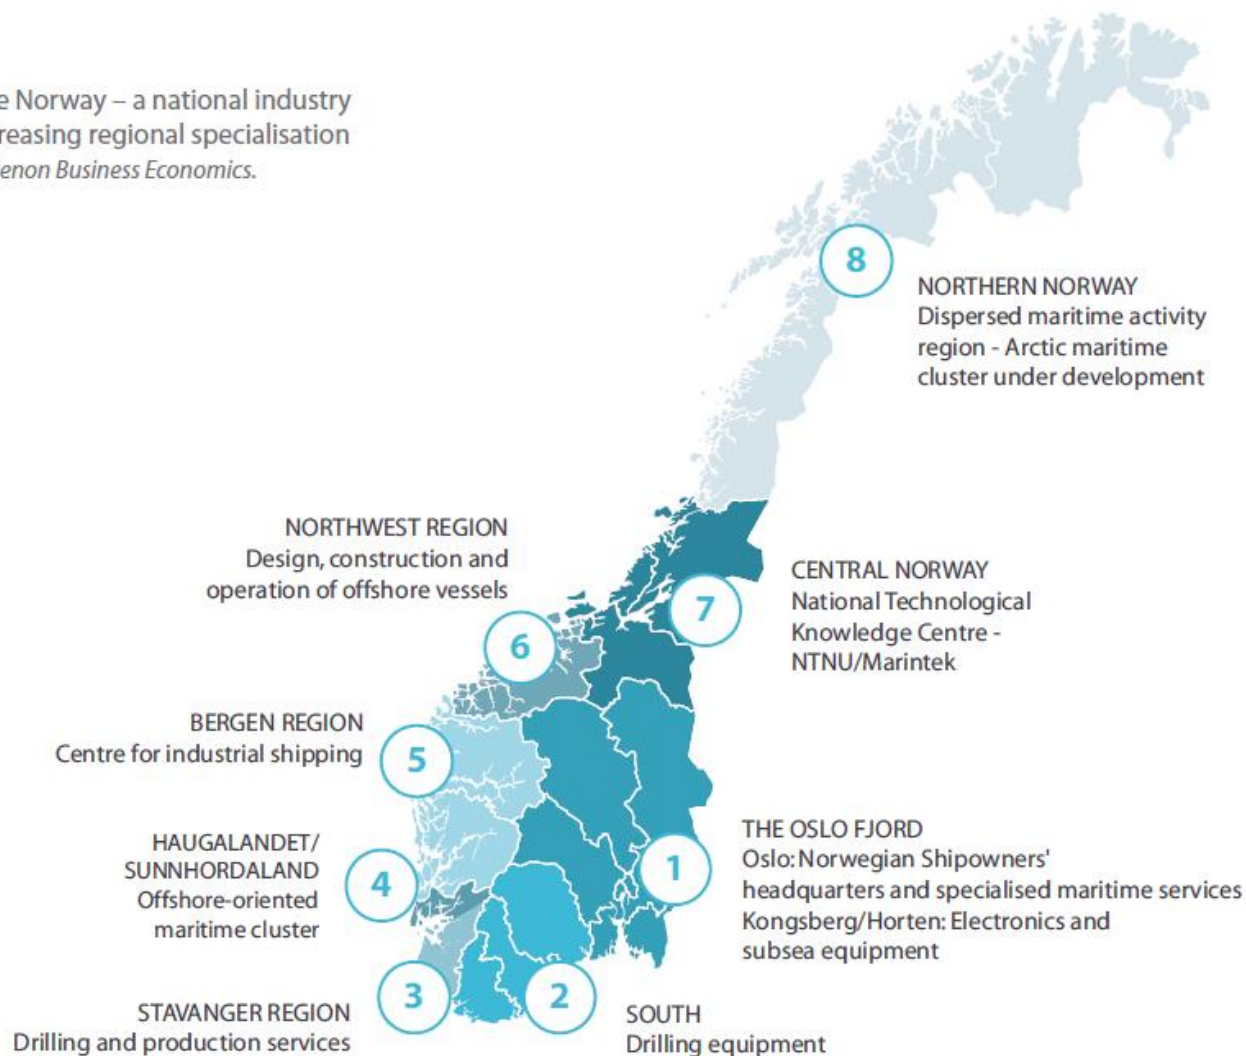 e Norway – a national industry
reasing regional specialisation
enon Business Economics.
8
NORTHERN NORWAY
Dispersed maritime activity
region - Arctic maritime
cluster under development
NORTHWEST REGION
Design, construction and
operation of offshore vessels
6
7
CENTRAL NORWAY
National Technological
Knowledge Centre -
NTNU/Marintek
BERGEN REGION
Centre for industrial shipping
5
HAUGALANDET/
SUNNHORDALAND
Offshore-oriented
maritime cluster
4
1
THE OSLO FJORD
Oslo: Norwegian Shipowners'
headquarters and specialised maritime services
Kongsberg/Horten: Electronics and
subsea equipment
STAVANGER REGION
Drilling and production services
3
2
SOUTH
Drilling equipment